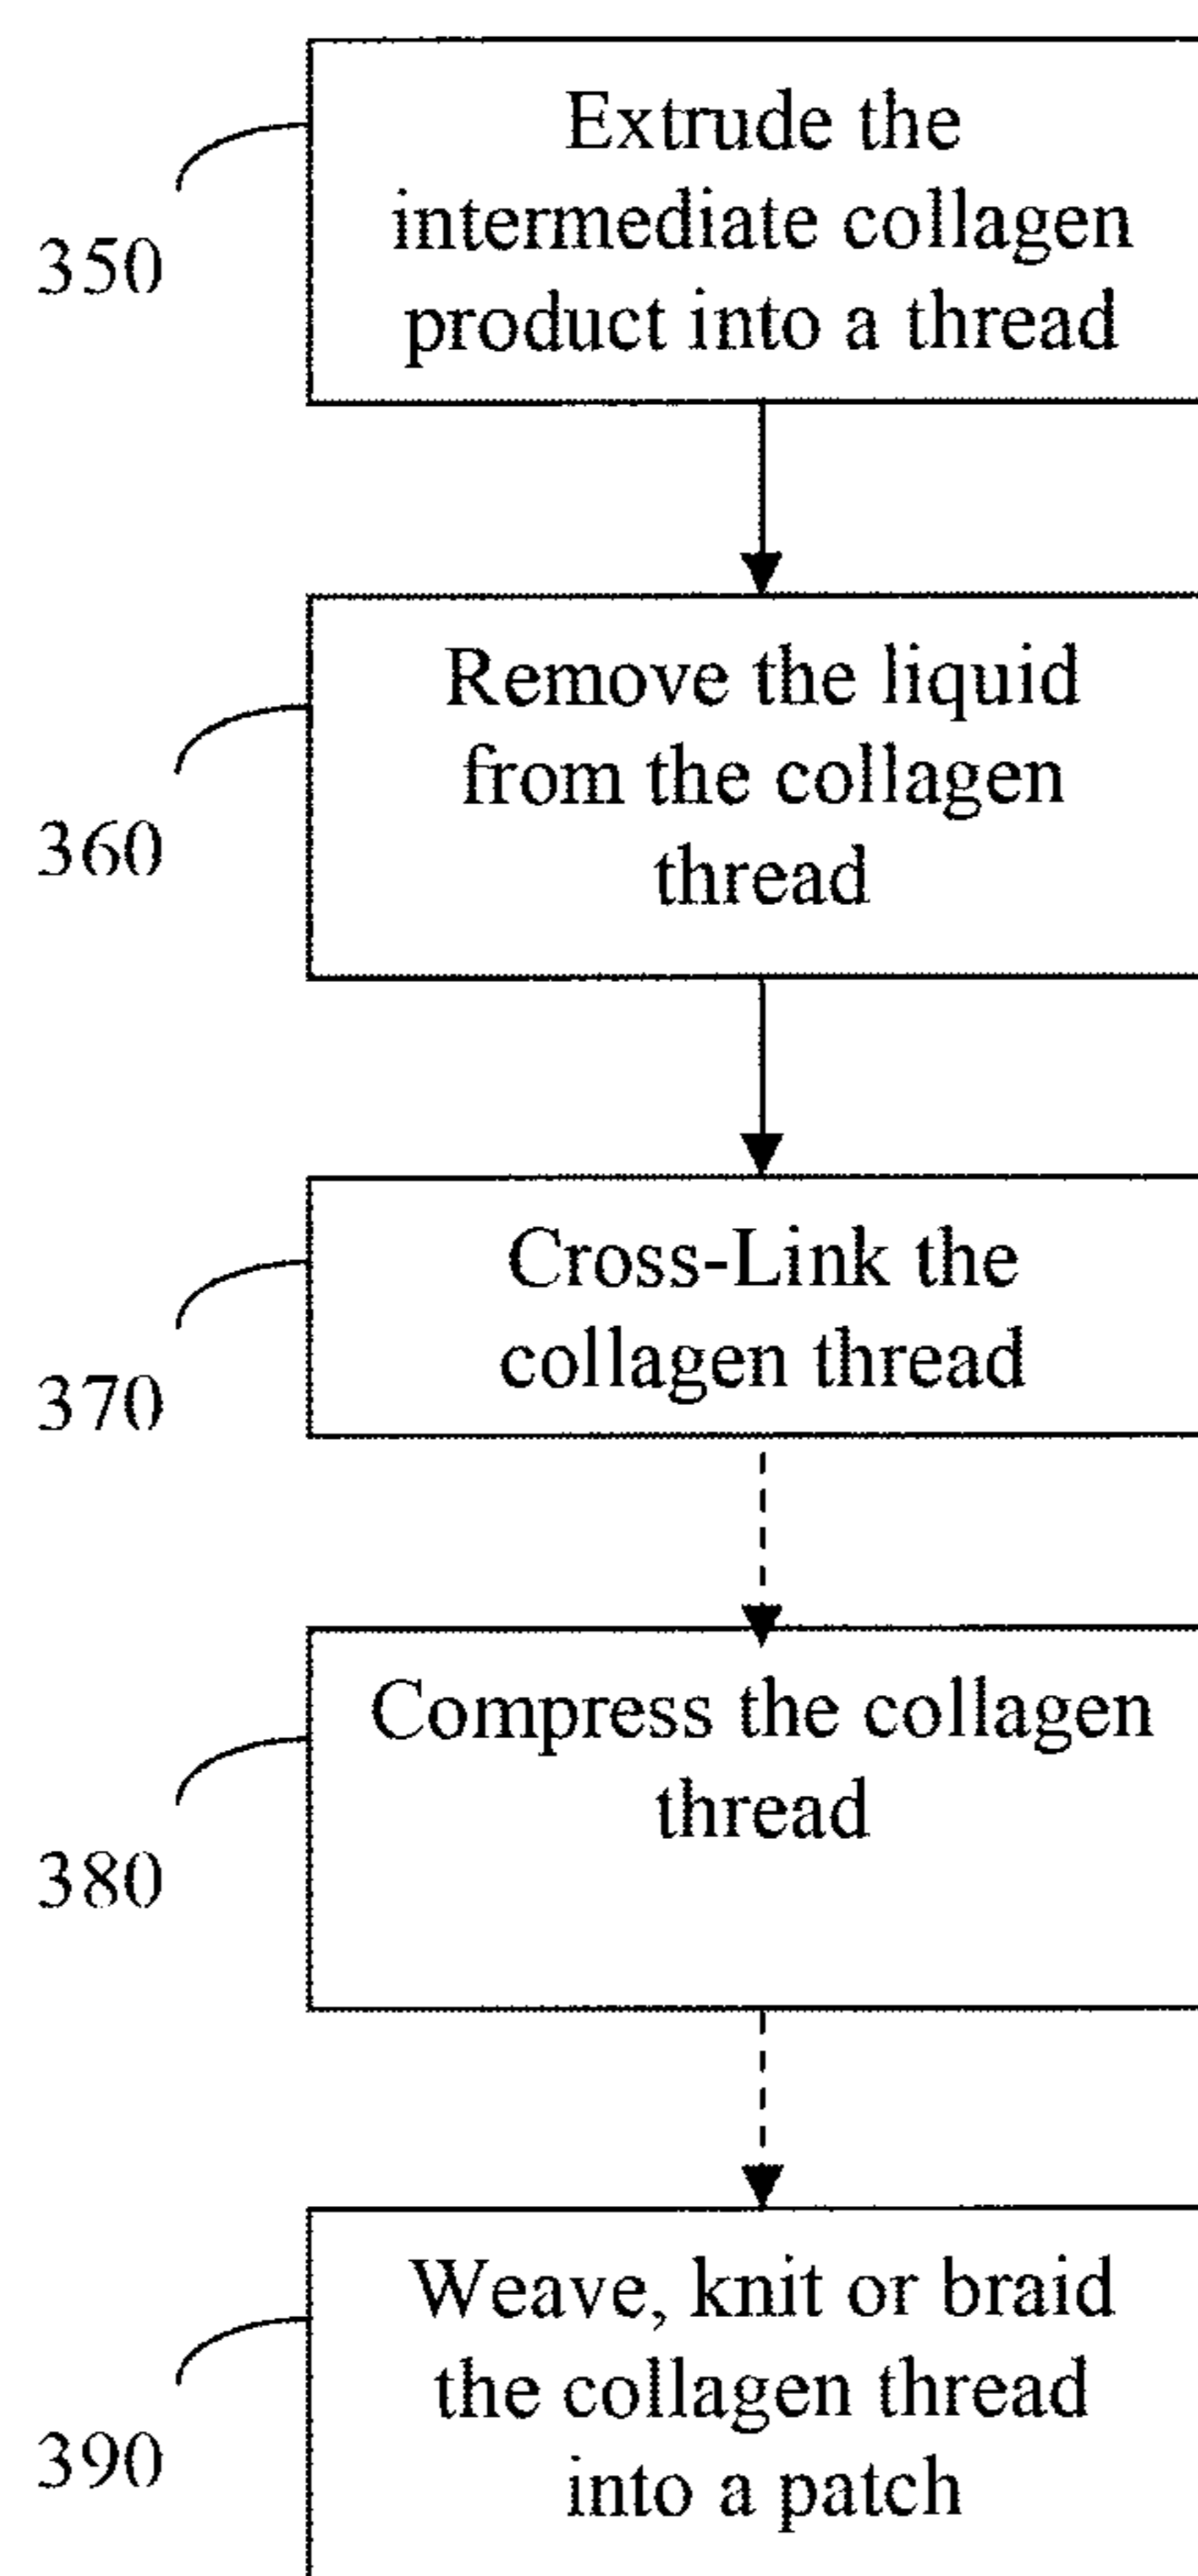 Extrude the
intermediate collagen
product into a thread
350
Remove the liquid
from the collagen
thread
360
Cross-Link the
collagen thread
370
Compress the collagen
thread
380
Weave, knit or braid
the collagen thread
into a patch
390